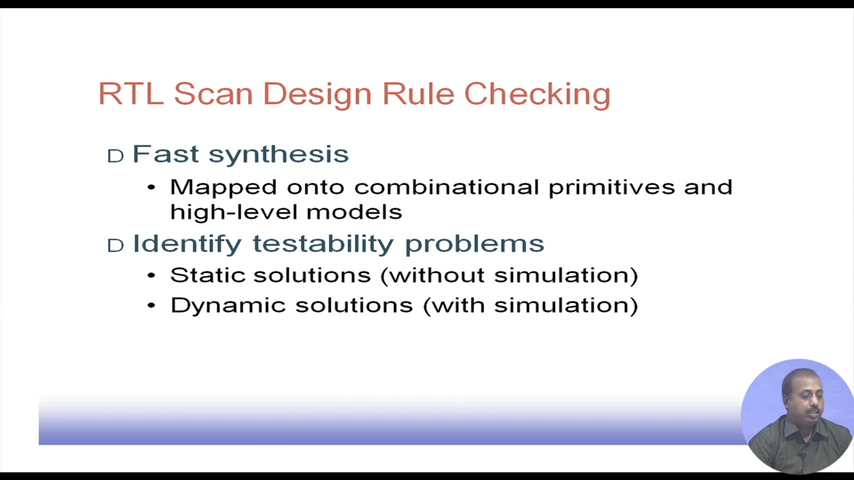 RTL Scan Design Rule Checking
D Fast synthesis
• Mapped onto combinational primitives and
high-level models
D Identify testability problems
• Static solutions (without simulation)
• Dynamic solutions (with simulation)